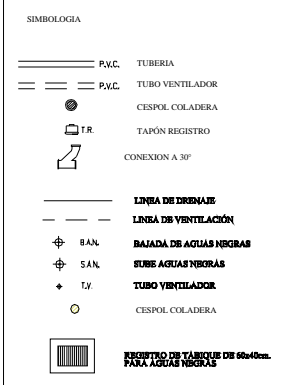 SIMBOLOGIA
P.V.C. TUBERIA
P.V.C. TUBO VENTILADOR
CESPOL COLADERA
T.R. TAPÓN REGISTRO
CONEXION A 30°
LINEA DE DRENAJE
LINEA DE VENTILACIÓN
B.A.N. BAJADA DE AGUAS NEGRAS
S.A.N. SUBE AGUAS NEGRAS
T.V. TUBO VENTILADOR
CESPOL COLADERA
REGISTRO DE TABIQUE DE 60x40cm.
PARA AGUAS NEGRAS